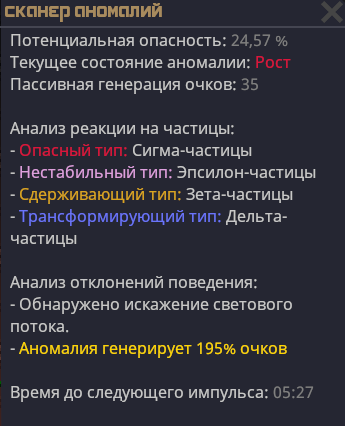 сканер аномалий
Потенциальная опасность: 24,57 %
Текущее состояние аномалии: Рост
Пассивная генерация очков: 35
Анализ реакции на частицы:
- Опасный тип: Сигма-частицы
- Нестабильный тип: Эпсилон-частицы
- Сдерживающий тип: Зета-частицы
- Трансформирующий тип: Дельта-
частицы
Анализ отклонений поведения:
- Обнаружено искажение светового
потока.
- Аномалия генерирует 195% очков
Время до следующего импульса: 05:27